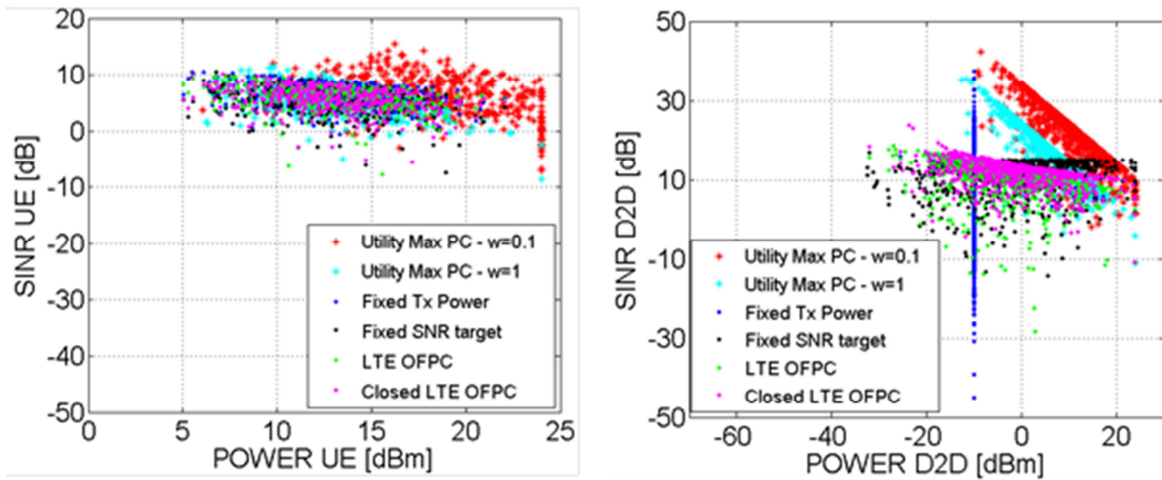 20
10
0
-10
-20
-30
-40
-50
SINR UE [dB]
Utility Max PC - w=0.1
Utility Max PC - w=1
Fixed Tx Power
Fixed SNR target
LTE OFPC
Closed LTE OFPC
0 5 10 15 20 25
POWER UE [dBm]
50
30
10
-10
-30
-50
SINR D2D [dB]
Utility Max PC - w=0.1
Utility Max PC - w=1
Fixed Tx Power
Fixed SNR target
LTE OFPC
Closed LTE OFPC
-60 -40 -20 0 20
POWER D2D [dBm]